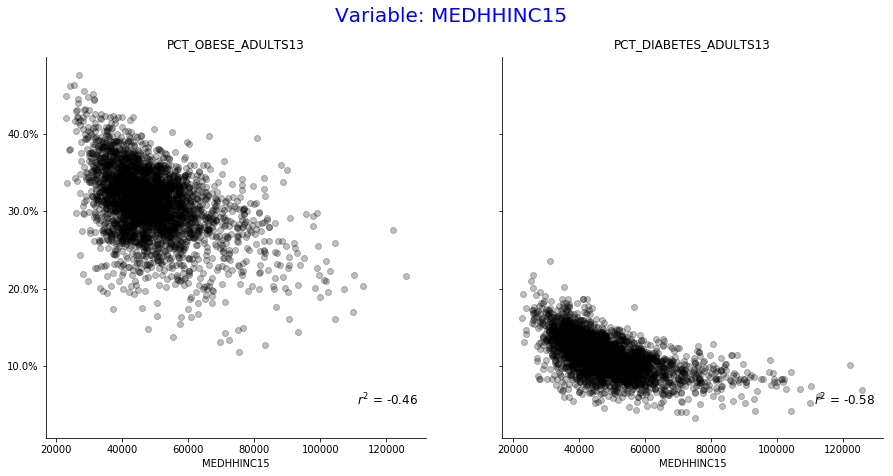 Variable: MEDHHINC15
PCT_OBESE_ADULTS13
40.0%
30.0%
20.0%
10.0%
r² = -0.46
20000 40000 60000 80000 100000 120000
MEDHHINC15
PCT_DIABETES_ADULTS13
r² = -0.58
20000 40000 60000 80000 100000 120000
MEDHHINC15